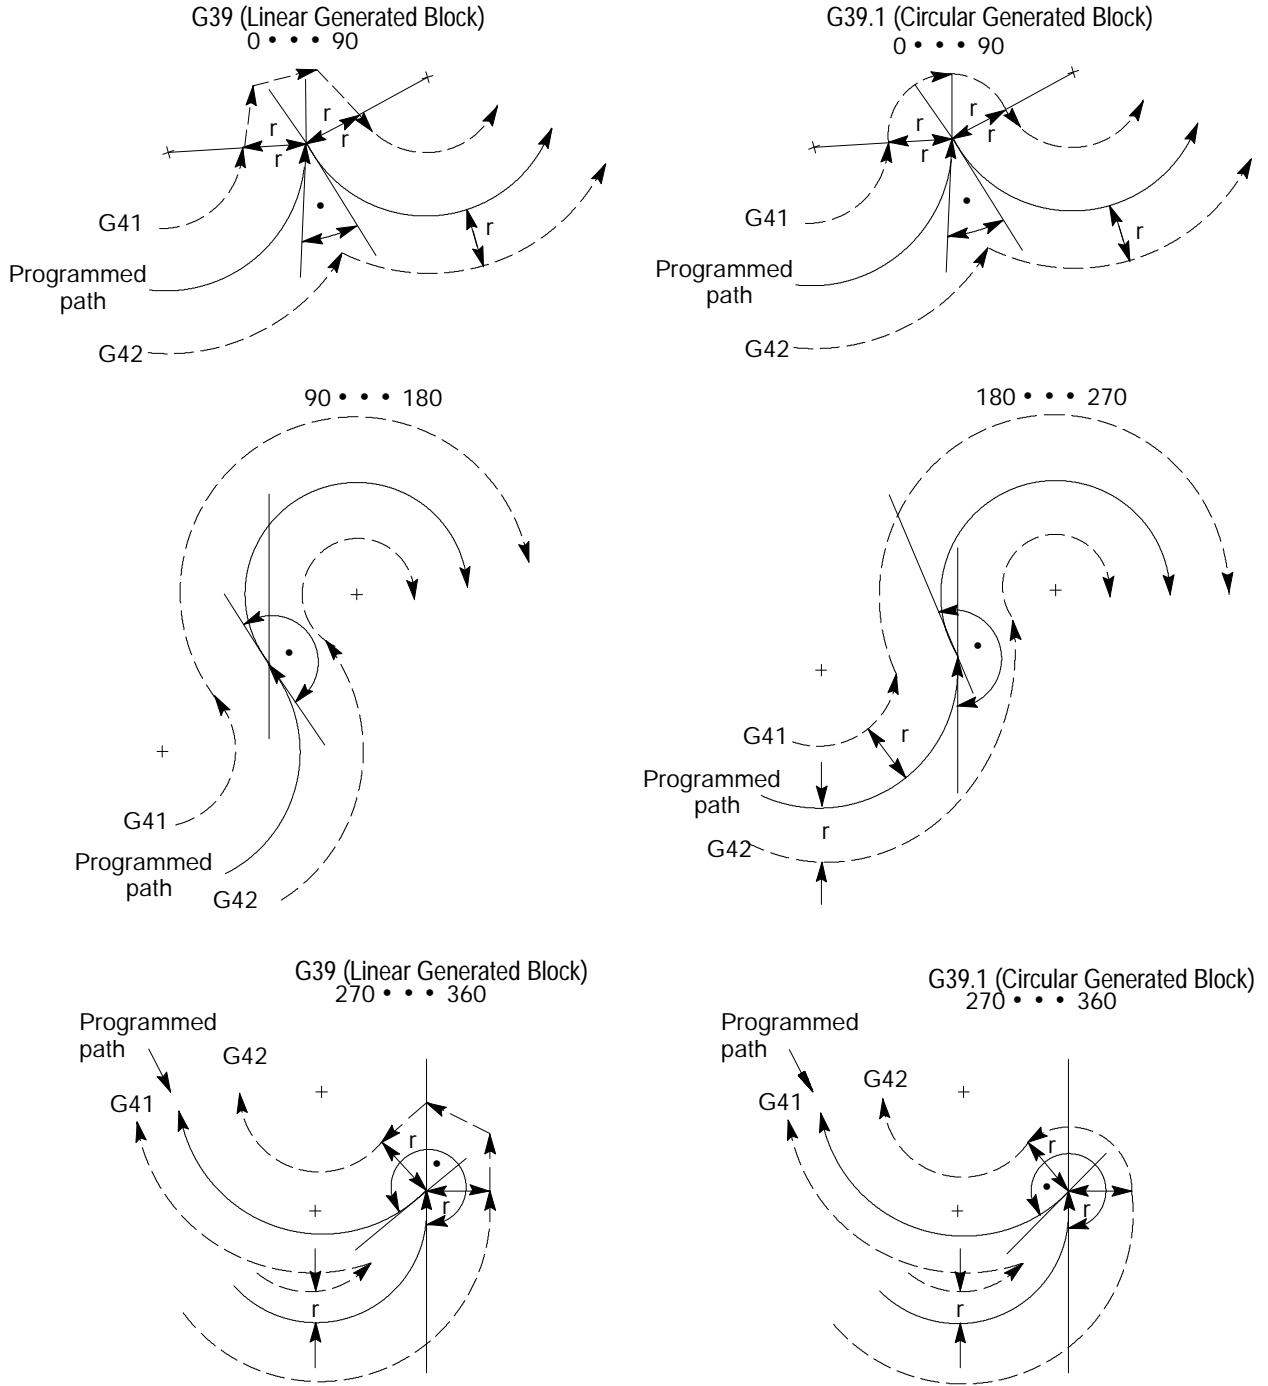 G39 (Linear Generated Block)
0 • • • 90
r
r
r
r
•
r
G41
Programmed
path
G42
G39.1 (Circular Generated Block)
0 • • • 90
r
r
r
r
•
r
G41
Programmed
path
G42
90 • • • 180
•
G41
Programmed
path
G42
180 • • • 270
•
G41
r
Programmed
path
r
G42
G39 (Linear Generated Block)
270 • • • 360
Programmed
path
G42
G41
r
•
r
r
G39.1 (Circular Generated Block)
270 • • • 360
Programmed
path
G42
G41
r
•
r
r